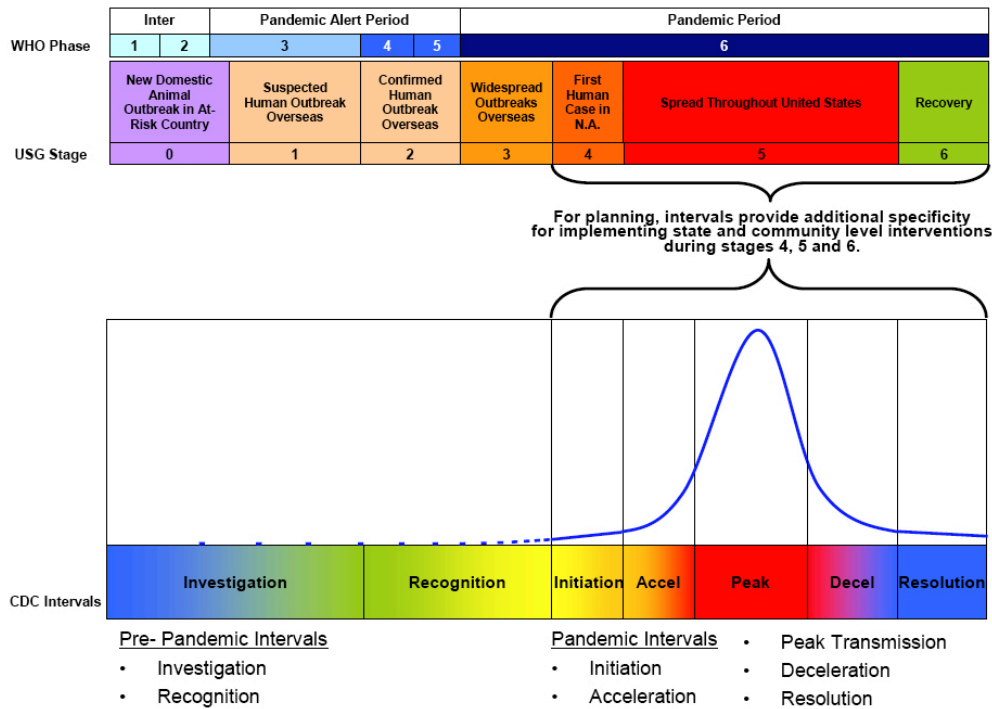 Inter
Pandemic Alert Period
Pandemic Period
WHO Phase
1
2
3
4
5
6
New Domestic
Animal
Outbreak in At-
Risk Country
Suspected
Human Outbreak
Overseas
Confirmed
Human
Outbreak
Overseas
Widespread
Outbreaks
Overseas
First
Human
Case in
N.A.
Spread Throughout United States
Recovery
USG Stage
0
1
2
3
4
5
6
For planning, intervals provide additional specificity
for implementing state and community level interventions
during stages 4, 5 and 6.
CDC Intervals
Investigation
Recognition
Initiation
Accel
Peak
Decel
Resolution
Pre- Pandemic Intervals
• Investigation
• Recognition
Pandemic Intervals
• Initiation
• Acceleration
• Peak Transmission
• Deceleration
• Resolution